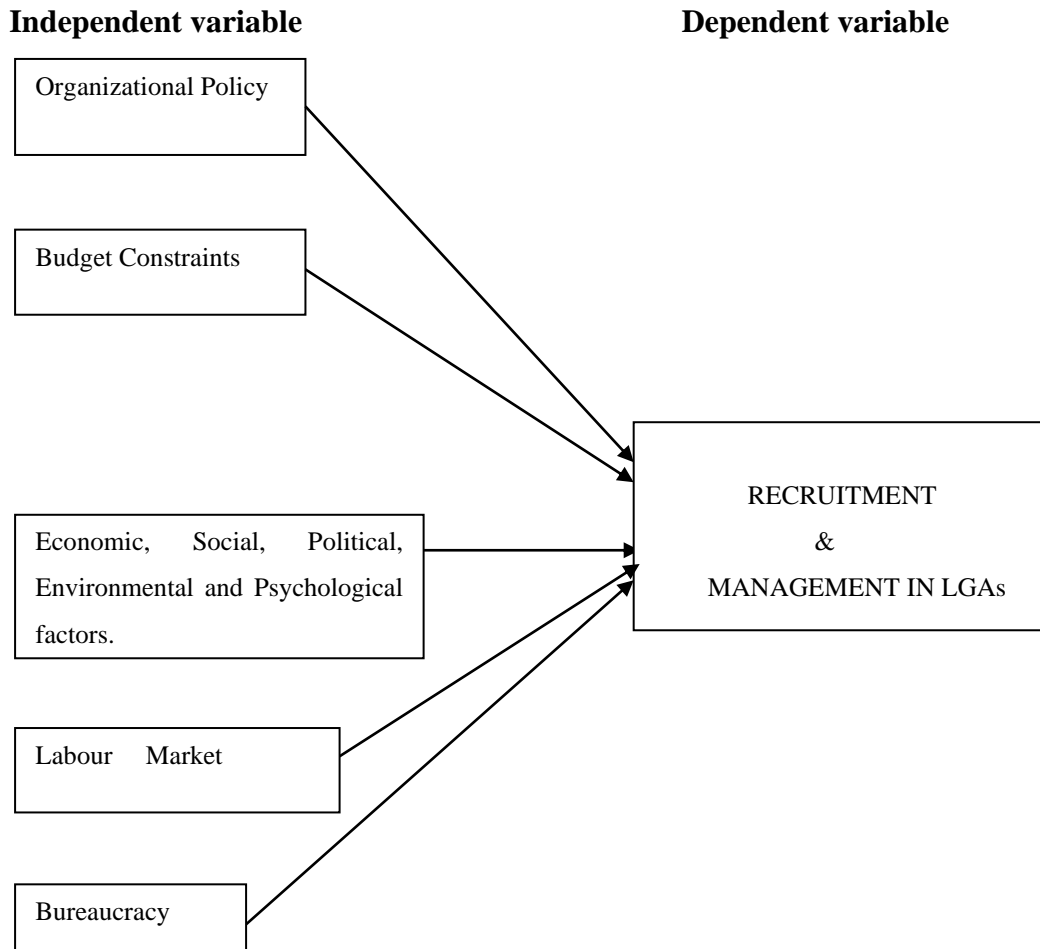 Independent variable
Dependent variable
Organizational Policy
Budget Constraints
Economic, Social, Political,
Environmental and Psychological
factors.
RECRUITMENT
&
MANAGEMENT IN LGAs
Labour Market
Bureaucracy